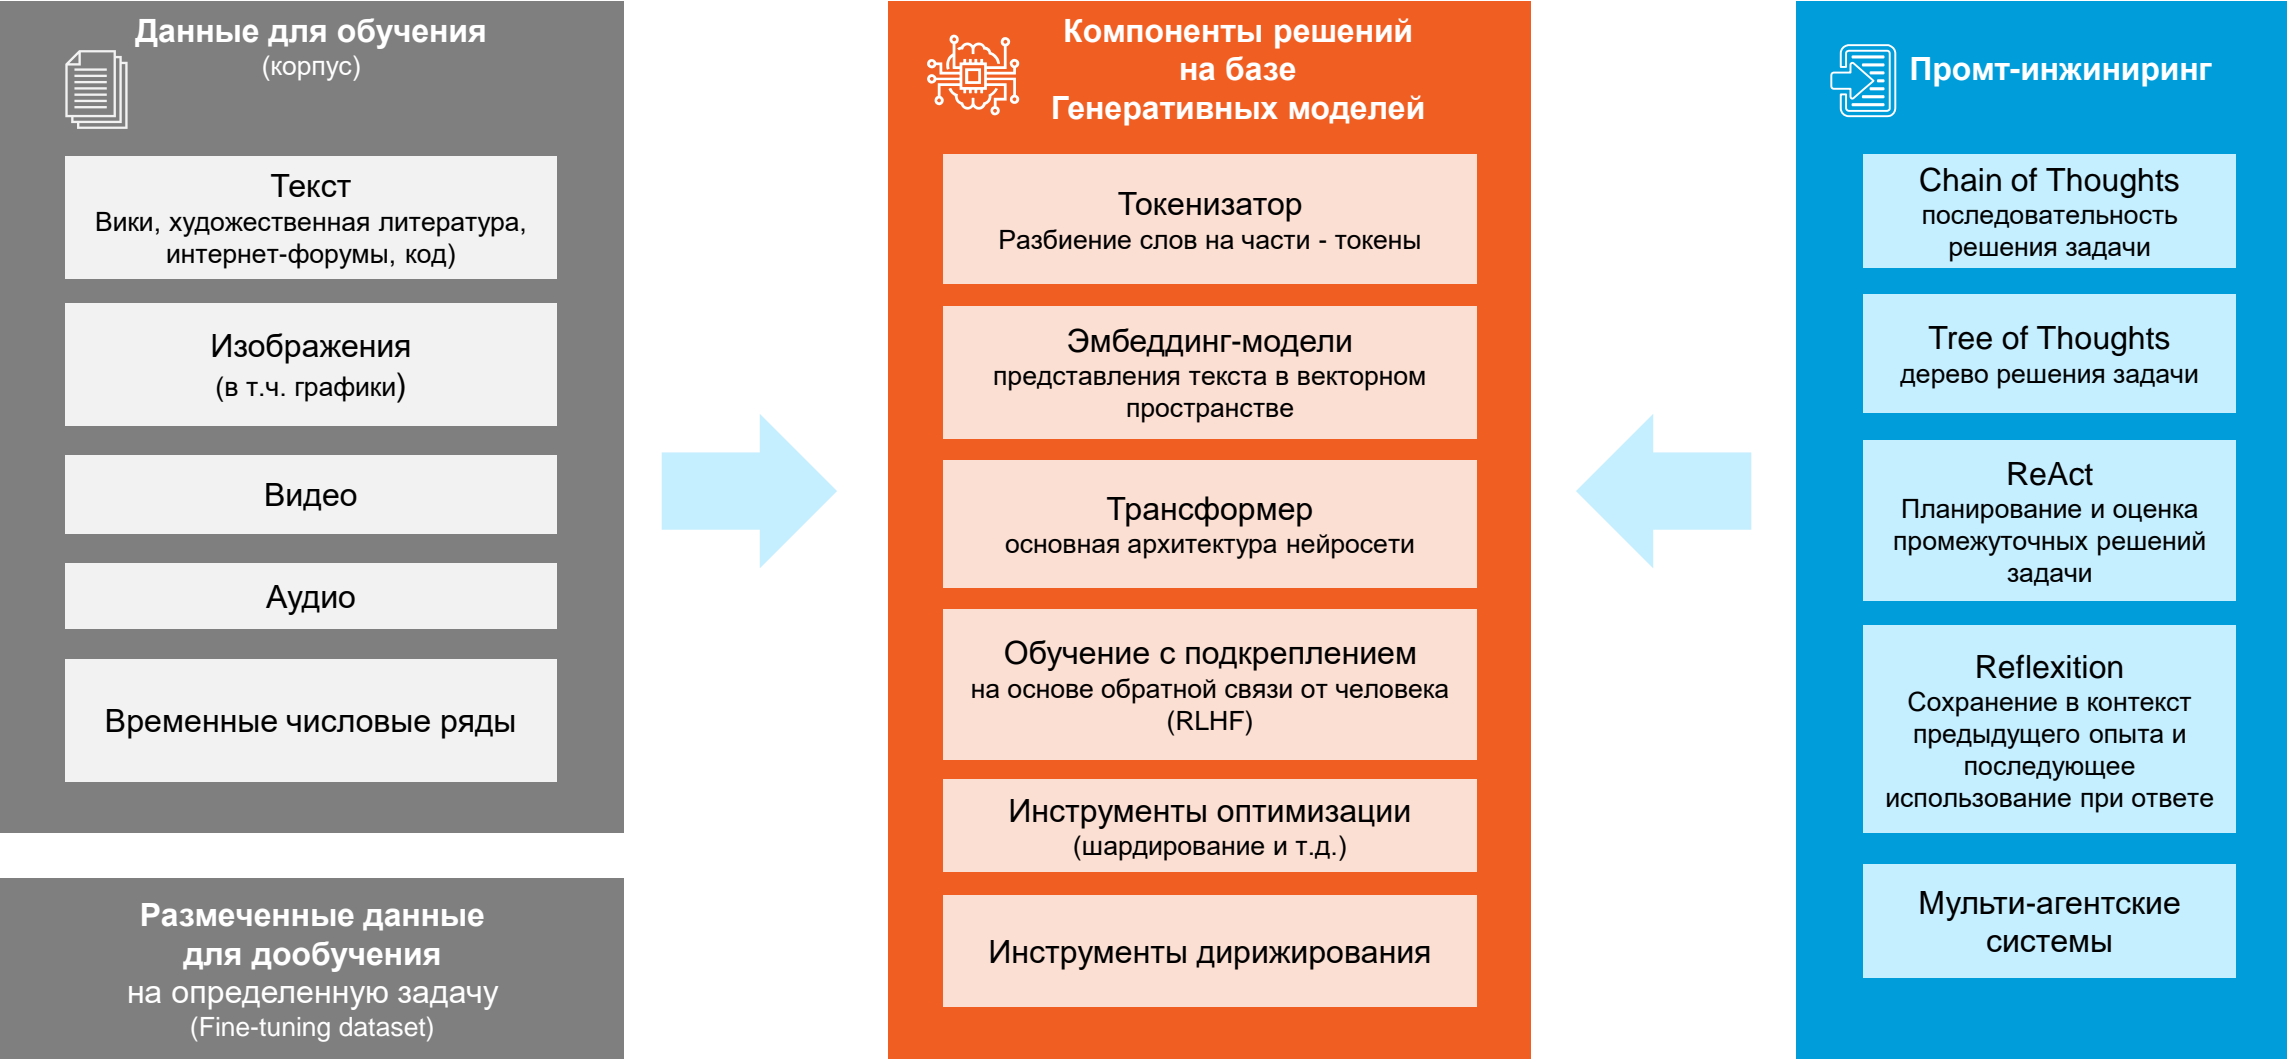 Данные для обучения
(корпус)
Текст
Вики, художественная литература,
интернет-форумы, код)
Изображения
(в т.ч. графики)
Видео
Аудио
Временные числовые ряды
Размеченные данные
для дообучения
на определенную задачу
(Fine-tuning dataset)
Компоненты решений
на базе
Генеративных моделей
Токенизатор
Разбиение слов на части - токены
Эмбеддинг-модели
представления текста в векторном
пространстве
Трансформер
основная архитектура нейросети
Обучение с подкреплением
на основе обратной связи от человека
(RLHF)
Инструменты оптимизации
(шардирование и т.д.)
Инструменты дирижирования
Промт-инжиниринг
Chain of Thoughts
последовательность
решения задачи
Tree of Thoughts
дерево решения задачи
ReAct
Планирование и оценка
промежуточных решений
задачи
Reflexition
Сохранение в контекст
предыдущего опыта и
последующее
использование при ответе
Мульти-агентские
системы